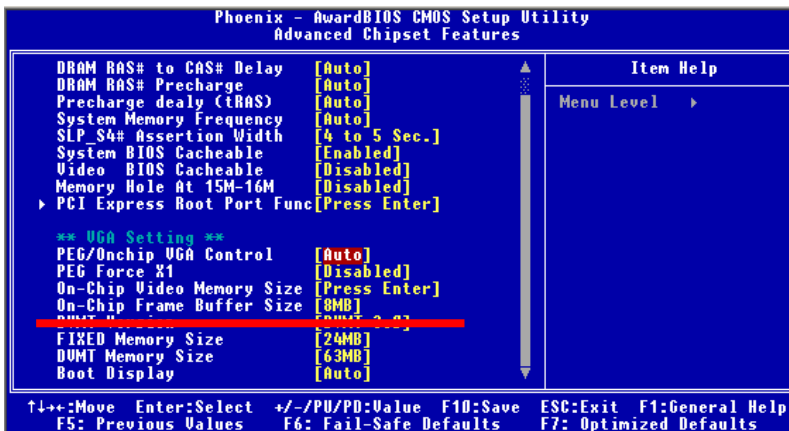 Phoenix - AwardBIOS CMOS Setup Utility
Advanced Chipset Features
DRAM RAS# to CAS# Delay [Auto]
DRAM RAS# Precharge [Auto]
Precharge dealy (tRAS) [Auto]
System Memory Frequency [Auto]
SLP_S4# Assertion Width [4 to 5 Sec.]
System BIOS Cacheable [Enabled]
Video BIOS Cacheable [Disabled]
Memory Hole At 15M-16M [Disabled]
▸ PCI Express Root Port Func[Press Enter]
** VGA Setting **
PEG/Onchip VGA Control [Auto]
PEG Force X1 [Disabled]
On-Chip Video Memory Size [Press Enter]
On-Chip Frame Buffer Size [8MB]
FIXED Memory Size [24MB]
DVMT Memory Size [63MB]
Boot Display [Auto]
Item Help
Menu Level ▸
↑↓→←:Move Enter:Select +/-/PU/PD:Value F10:Save ESC:Exit F1:General Help
F5: Previous Values F6: Fail-Safe Defaults F7: Optimized Defaults